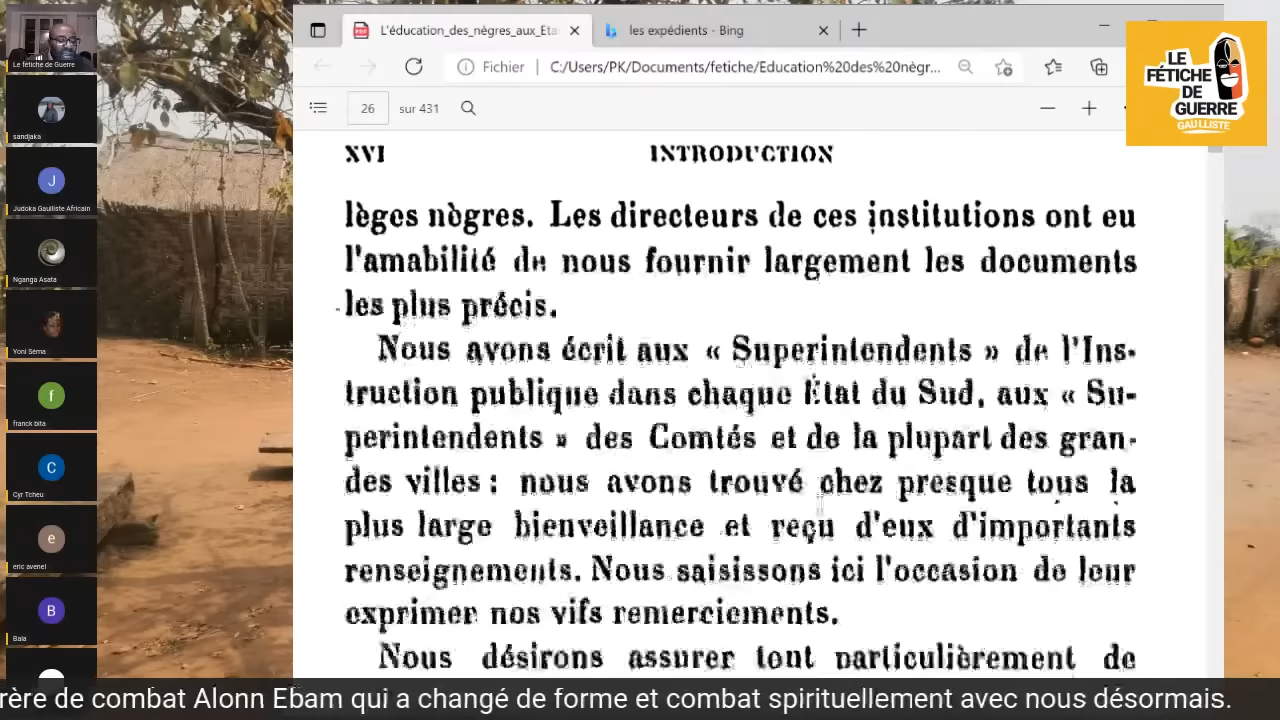 L'éducation_des_nègres_aux_Eta
les expédients - Bing
Fichier
C:/Users/PK/Documents/fetiche/Education%20des%20nègr...
26
sur 431
LE
FÉTICHE
DE
GUERRE
GAULLISTE
Le fétiche de Guerre
sandjaka
J
Judoka Gaulliste Africain
Nganga Asata
Yoni Séma
f
franck bita
C
Cyr Tcheu
e
eric avenel
B
Bala
XVI
INTRODUCTION
lèges nègres. Les directeurs de ces institutions ont eu
l'amabilité de nous fournir largement les documents
les plus précis.
Nous avons écrit aux « Superintendents » de l'Ins-
truction publique dans chaque État du Sud, aux « Su-
perintendents » des Comtés et de la plupart des gran-
des villes : nous avons trouvé chez presque tous la
plus large bienveillance et reçu d'eux d'importants
renseignements. Nous saisissons ici l'occasion de leur
exprimer nos vifs remerciements.
Nous désirons assurer tout particulièrement de
rère de combat Alonn Ebam qui a changé de forme et combat spirituellement avec nous désormais.